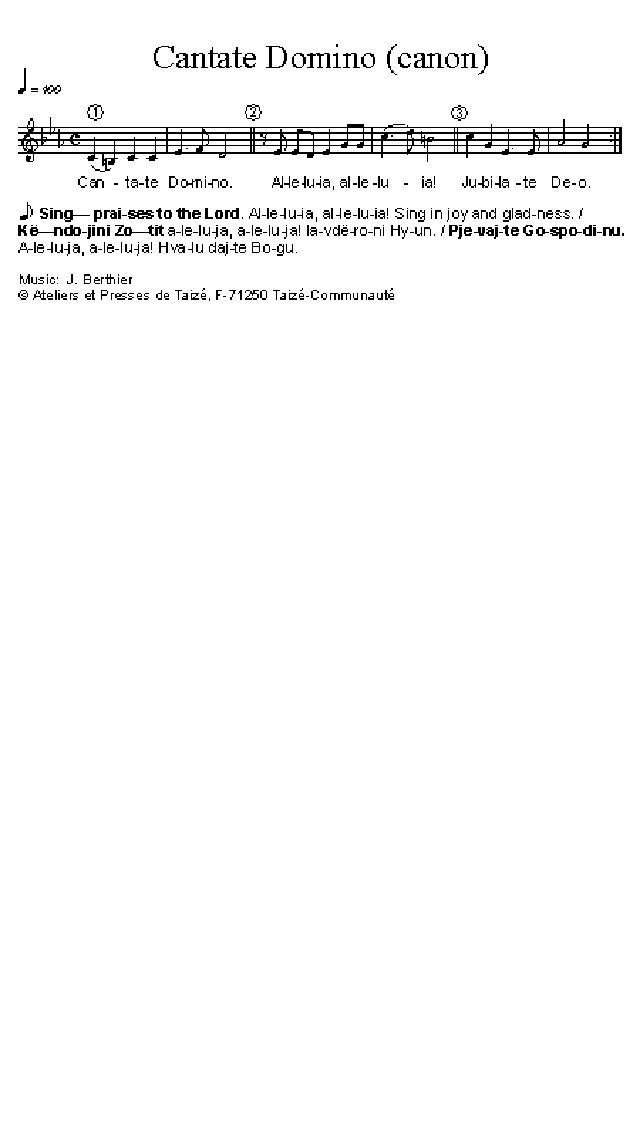 Cantate Domino (canon)
= 100
① ② ③
Can - ta-te Do-mi-no. Al-le-lu-ia, al-le-lu - ia! Ju-bi-la-te De-o.
Sing— prai-ses to the Lord. Al-le-lu-ia, al-le-lu-ia! Sing in joy and glad-ness. /
Kë—ndo-jini Zo—tit a-le-lu-ja, a-le-lu-ja! la-vdë-ro-ni Hy-un. / Pje-vaj-te Go-spo-di-nu.
A-le-lu-ja, a-le-lu-ja! Hva-lu daj-te Bo-gu.
Music: J. Berthier
© Ateliers et Presses de Taizé, F-71250 Taizé-Communauté